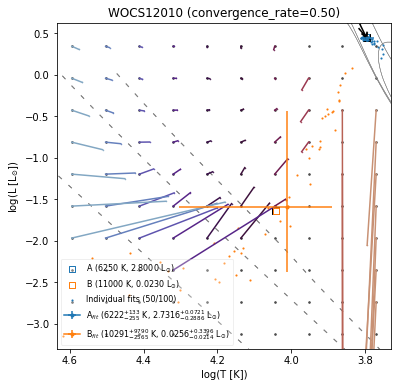 WOCS12010 (convergence_rate=0.50)
0.5
0.0
−0.5
−1.0
−1.5
−2.0
−2.5
−3.0
log(L [L⊙])
A (6250 K, 2.8000 L⊙)
B (11000 K, 0.0230 L⊙)
Individual fits (50/100)
A_fit (6222^{+133}_{-255} K, 2.7316^{+0.0721}_{-0.2886} L⊙)
B_fit (10291^{+9790}_{-2565} K, 0.0256^{+0.3396}_{-0.0214} L⊙)
4.6 4.4 4.2 4.0 3.8
log(T [K])